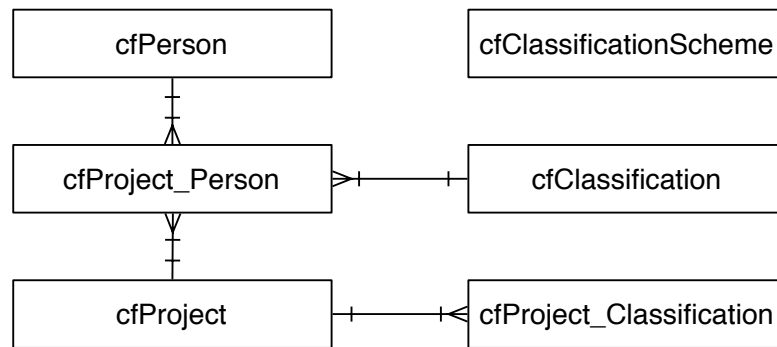 cfPerson
cfClassificationScheme
cfProject_Person
cfClassification
cfProject
cfProject_Classification